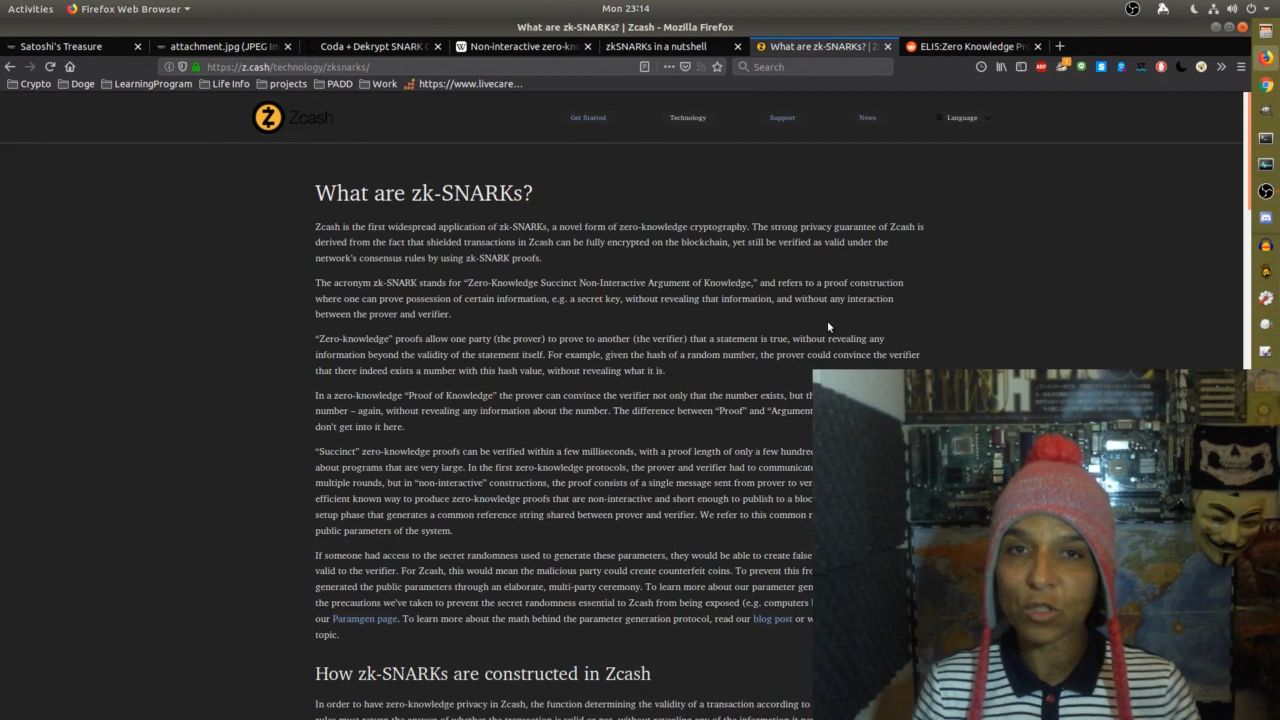 Activities Firefox Web Browser Mon 23:14
What are zk-SNARKs? | Zcash - Mozilla Firefox
Satoshi's Treasure attachment.jpg (JPEG Im Coda + Dekrypt SNARK C Non-interactive zero-kn zkSNARKs in a nutshell What are zk-SNARKs? | Z ELI5:Zero Knowledge Pr
https://z.cash/technology/zksnarks/ Search
Crypto Doge LearningProgram Life Info projects PADD Work https://www.livecare…
Zcash Get Started Technology Support News Language
What are zk-SNARKs?
Zcash is the first widespread application of zk-SNARKs, a novel form of zero-knowledge cryptography. The strong privacy guarantee of Zcash is
derived from the fact that shielded transactions in Zcash can be fully encrypted on the blockchain, yet still be verified as valid under the
network's consensus rules by using zk-SNARK proofs.
The acronym zk-SNARK stands for “Zero-Knowledge Succinct Non-Interactive Argument of Knowledge,” and refers to a proof construction
where one can prove possession of certain information, e.g. a secret key, without revealing that information, and without any interaction
between the prover and verifier.
“Zero-knowledge” proofs allow one party (the prover) to prove to another (the verifier) that a statement is true, without revealing any
information beyond the validity of the statement itself. For example, given the hash of a random number, the prover could convince the verifier
that there indeed exists a number with this hash value, without revealing what it is.
In a zero-knowledge “Proof of Knowledge” the prover can convince the verifier not only that the number exists, but th
number – again, without revealing any information about the number. The difference between “Proof” and “Argument
don't get into it here.
“Succinct” zero-knowledge proofs can be verified within a few milliseconds, with a proof length of only a few hundre
about programs that are very large. In the first zero-knowledge protocols, the prover and verifier had to communicate
multiple rounds, but in “non-interactive” constructions, the proof consists of a single message sent from prover to ver
efficient known way to produce zero-knowledge proofs that are non-interactive and short enough to publish to a bloc
setup phase that generates a common reference string shared between prover and verifier. We refer to this common r
public parameters of the system.
If someone had access to the secret randomness used to generate these parameters, they would be able to create false
valid to the verifier. For Zcash, this would mean the malicious party could create counterfeit coins. To prevent this fr
generated the public parameters through an elaborate, multi-party ceremony. To learn more about our parameter gen
the precautions we've taken to prevent the secret randomness essential to Zcash from being exposed (e.g. computers
our Paramgen page. To learn more about the math behind the parameter generation protocol, read our blog post or w
topic.
How zk-SNARKs are constructed in Zcash
In order to have zero-knowledge privacy in Zcash, the function determining the validity of a transaction according to